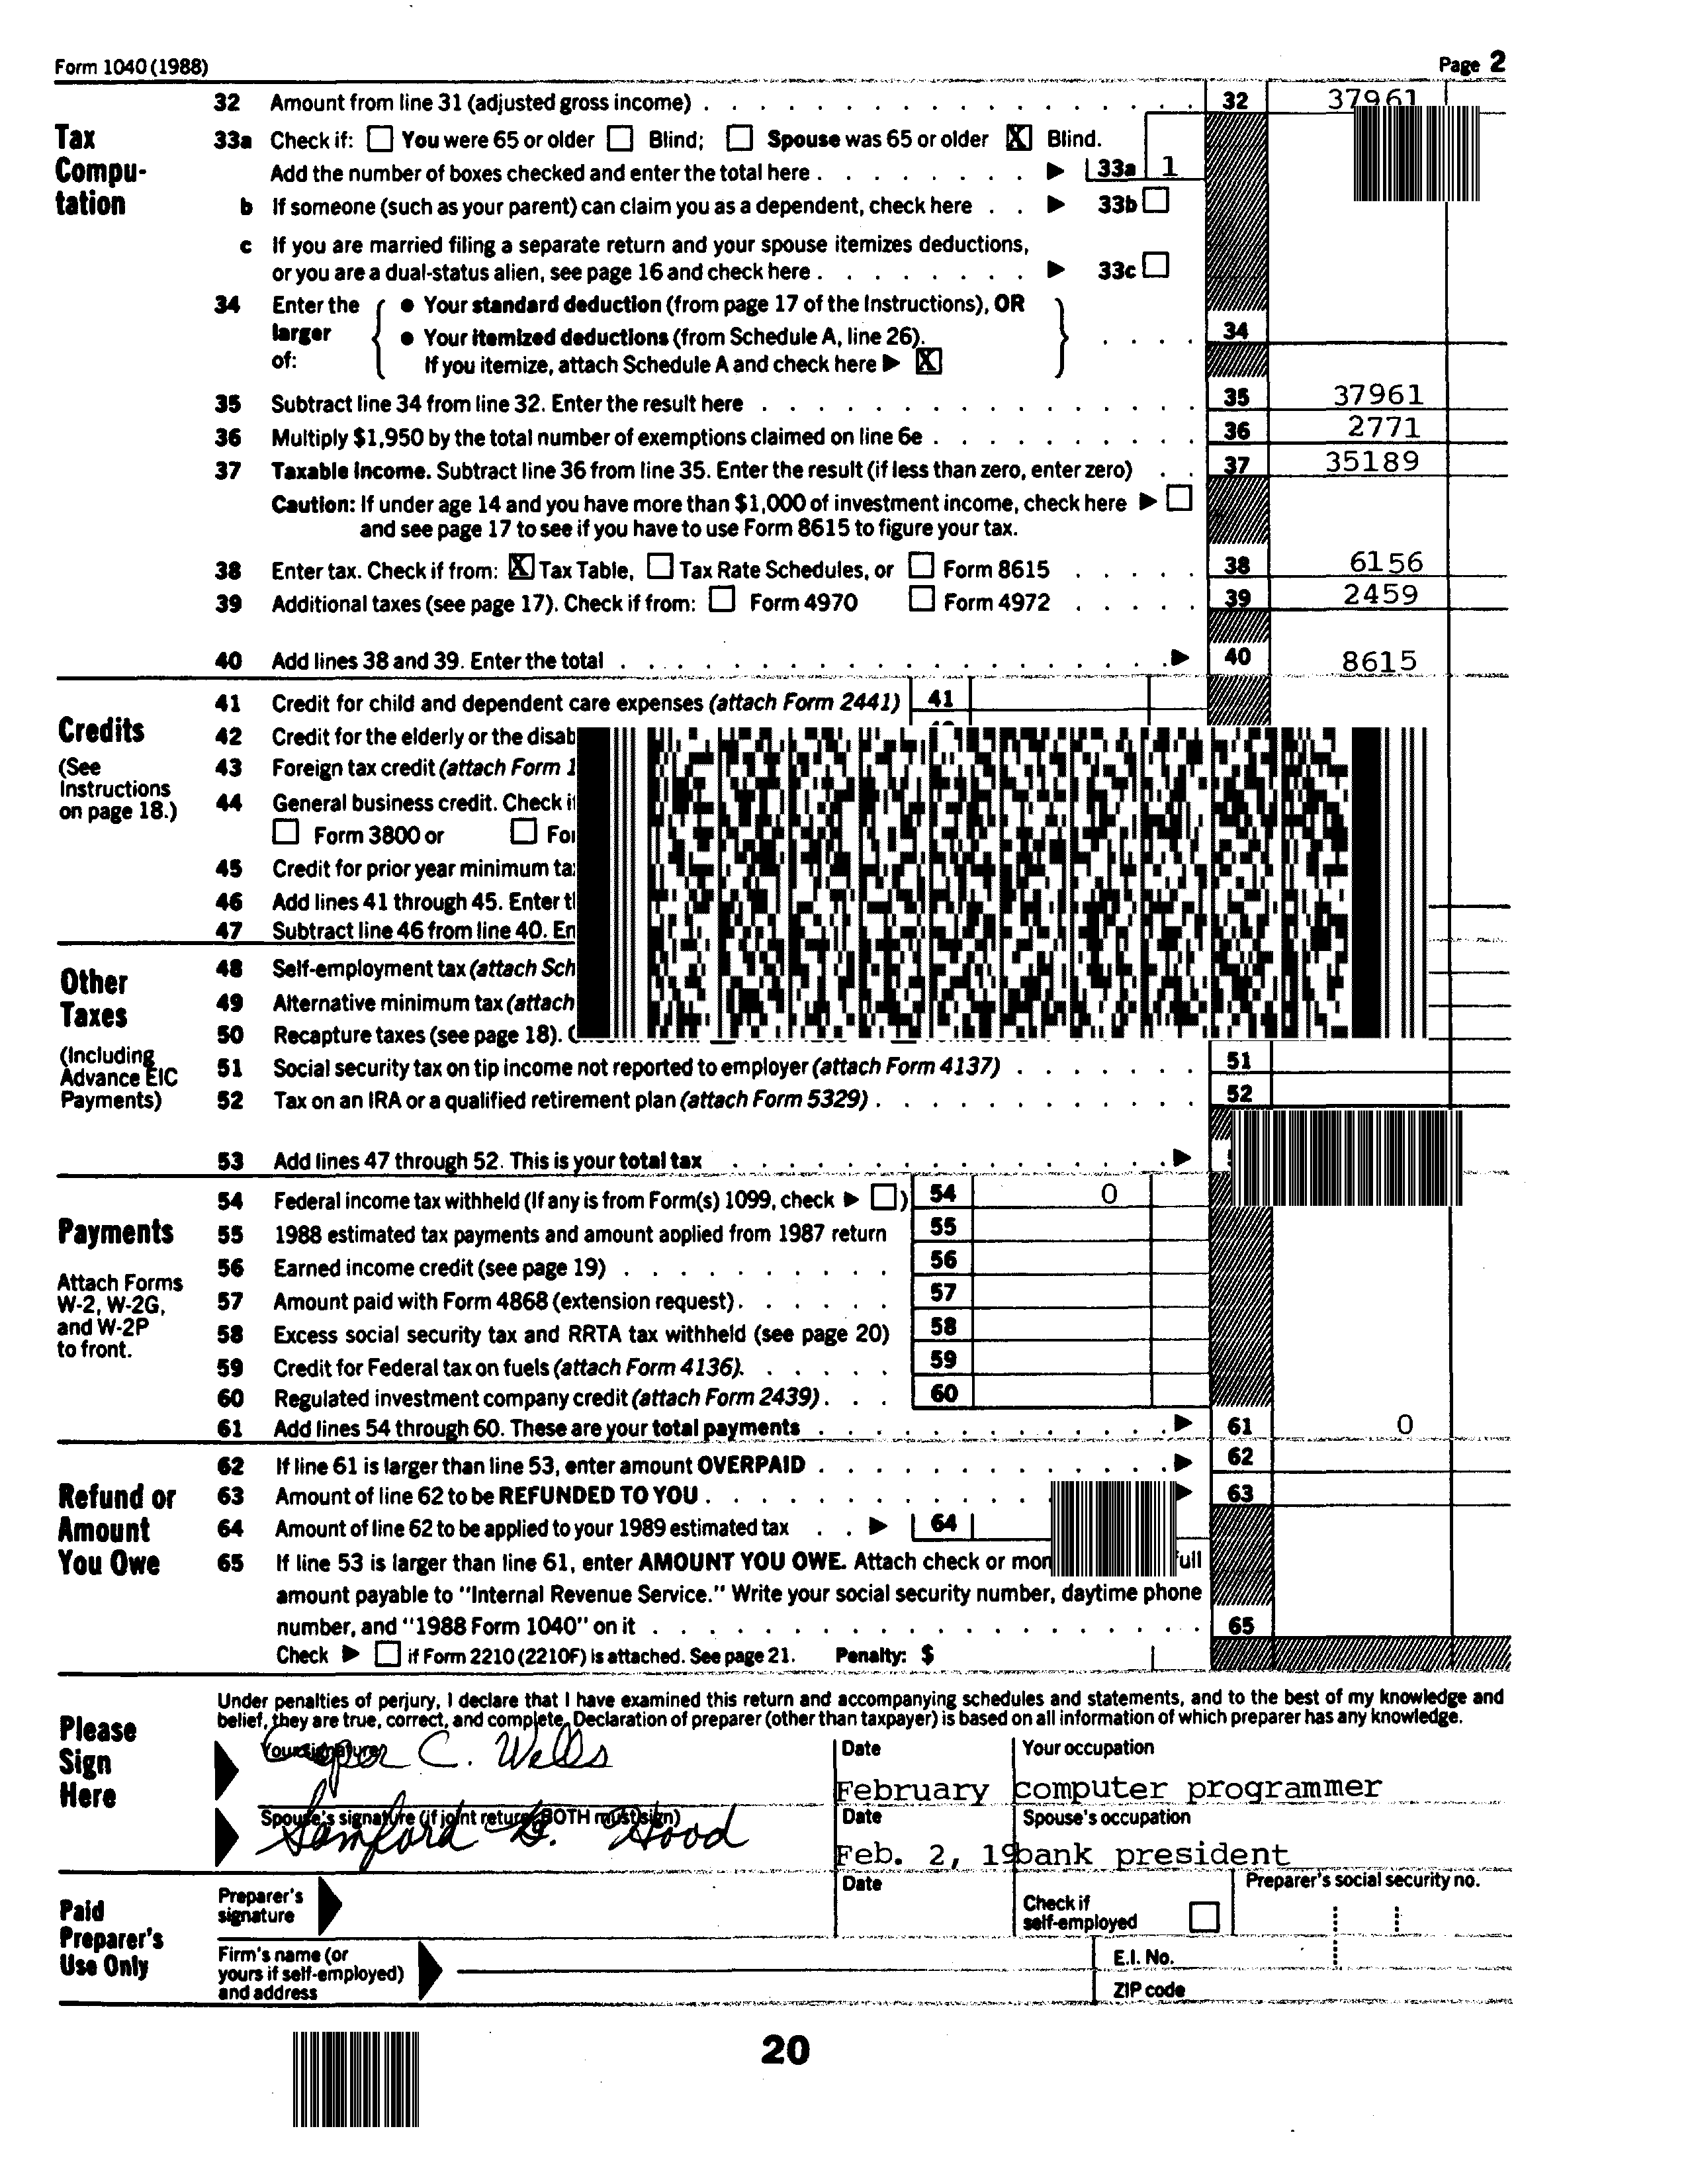 Form 1040 (1988) Page 2
Tax Computation
32 Amount from line 31 (adjusted gross income) 32 37961
33a Check if: You were 65 or older Blind; Spouse was 65 or older X Blind.
Add the number of boxes checked and enter the total here 33a 1
b If someone (such as your parent) can claim you as a dependent, check here 33b
c If you are married filing a separate return and your spouse itemizes deductions,
or you are a dual-status alien, see page 16 and check here 33c
34 Enter the larger of:
• Your standard deduction (from page 17 of the Instructions), OR
• Your itemized deductions (from Schedule A, line 26). 34
If you itemize, attach Schedule A and check here X
35 Subtract line 34 from line 32. Enter the result here 35 37961
36 Multiply $1,950 by the total number of exemptions claimed on line 6e 36 2771
37 Taxable income. Subtract line 36 from line 35. Enter the result (if less than zero, enter zero) 37 35189
Caution: If under age 14 and you have more than $1,000 of investment income, check here
and see page 17 to see if you have to use Form 8615 to figure your tax.
38 Enter tax. Check if from: X Tax Table, Tax Rate Schedules, or Form 8615 38 6156
39 Additional taxes (see page 17). Check if from: Form 4970 Form 4972 39 2459
40 Add lines 38 and 39. Enter the total 40 8615
Credits
(See Instructions on page 18.)
41 Credit for child and dependent care expenses (attach Form 2441) 41
42 Credit for the elderly or the
43 Foreign tax credit (attach Form
44 General business credit. Check
Form 3800 or
45 Credit for prior year minimum
46 Add lines 41 through 45. Enter
47 Subtract line 46 from line 40.
Other Taxes
(Including Advance EIC Payments)
48 Self-employment tax (attach
49 Alternative minimum tax (attach
50 Recapture taxes (see page 18).
51 Social security tax on tip income not reported to employer (attach Form 4137) 51
52 Tax on an IRA or a qualified retirement plan (attach Form 5329) 52
53 Add lines 47 through 52. This is your total tax
Payments
Attach Forms W-2, W-2G, and W-2P to front.
54 Federal income tax withheld (If any is from Form(s) 1099, check ) 54 0
55 1988 estimated tax payments and amount applied from 1987 return 55
56 Earned income credit (see page 19) 56
57 Amount paid with Form 4868 (extension request) 57
58 Excess social security tax and RRTA tax withheld (see page 20) 58
59 Credit for Federal tax on fuels (attach Form 4136) 59
60 Regulated investment company credit (attach Form 2439) 60
61 Add lines 54 through 60. These are your total payments 61 0
Refund or Amount You Owe
62 If line 61 is larger than line 53, enter amount OVERPAID 62
63 Amount of line 62 to be REFUNDED TO YOU 63
64 Amount of line 62 to be applied to your 1989 estimated tax 64
65 If line 53 is larger than line 61, enter AMOUNT YOU OWE. Attach check or
amount payable to "Internal Revenue Service." Write your social security number, daytime phone
number, and "1988 Form 1040" on it 65
Check if Form 2210 (2210F) is attached. See page 21. Penalty: $
Please Sign Here
Under penalties of perjury, I declare that I have examined this return and accompanying schedules and statements, and to the best of my knowledge and
belief, they are true, correct, and complete. Declaration of preparer (other than taxpayer) is based on all information of which preparer has any knowledge.
Your signature Date Your occupation
C. Wells February computer programmer
Spouse's signature (if joint return, BOTH must sign) Date Spouse's occupation
Samford G. Hood Feb. 2, 19 bank president
Paid Preparer's Use Only
Preparer's signature Date Check if self-employed Preparer's social security no.
Firm's name (or yours if self-employed) and address E.I. No.
ZIP code
20